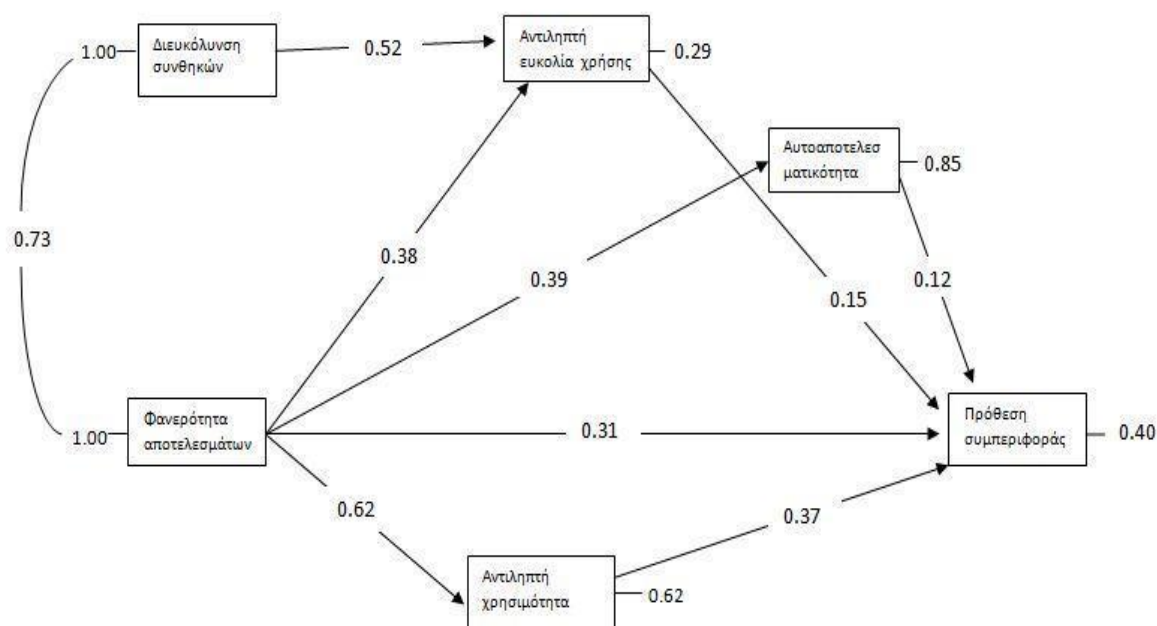 1.00
Διευκόλυνση
συνθηκών
0.52
Αντιληπτή
ευκολία χρήσης
0.29
Αυτοαποτελεσ
ματικότητα
0.85
0.73
0.38
0.39
0.12
0.15
1.00
Φανερότητα
αποτελεσμάτων
0.31
Πρόθεση
συμπεριφοράς
0.40
0.62
0.37
Αντιληπτή
χρησιμότητα
0.62